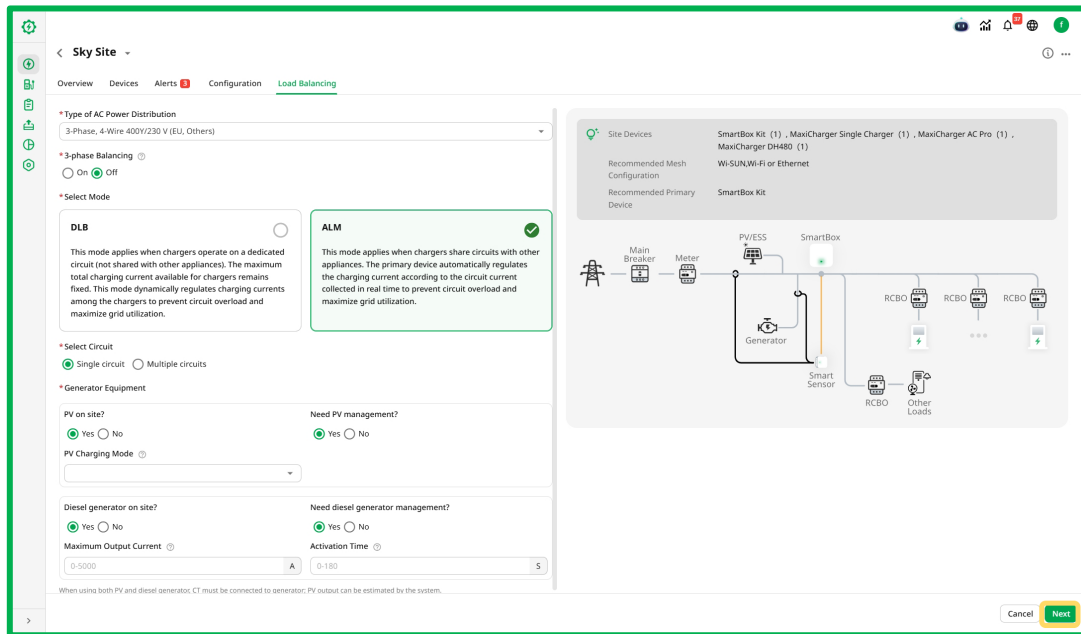 37
f
Sky Site
Overview Devices Alerts 3 Configuration Load Balancing
*Type of AC Power Distribution
3-Phase, 4-Wire 400Y/230 V (EU, Others)
*3-phase Balancing
On Off
*Select Mode
DLB
This mode applies when chargers operate on a dedicated
circuit (not shared with other appliances). The maximum
total charging current available for chargers remains
fixed. This mode dynamically regulates charging currents
among the chargers to prevent circuit overload and
maximize grid utilization.
ALM
This mode applies when chargers share circuits with other
appliances. The primary device automatically regulates
the charging current according to the circuit current
collected in real time to prevent circuit overload and
maximize grid utilization.
*Select Circuit
Single circuit Multiple circuits
*Generator Equipment
PV on site? Need PV management?
Yes No Yes No
PV Charging Mode
Diesel generator on site? Need diesel generator management?
Yes No Yes No
Maximum Output Current Activation Time
0-5000 A 0-180 S
When using both PV and diesel generator, CT must be connected to generator; PV output can be estimated by the system.
Site Devices SmartBox Kit (1) , MaxiCharger Single Charger (1) , MaxiCharger AC Pro (1) ,
MaxiCharger DH480 (1)
Recommended Mesh Wi-SUN,Wi-Fi or Ethernet
Configuration
Recommended Primary SmartBox Kit
Device
PV/ESS SmartBox
Main
Breaker Meter
RCBO RCBO RCBO
Generator
Smart
Sensor
RCBO Other
Loads
Cancel Next